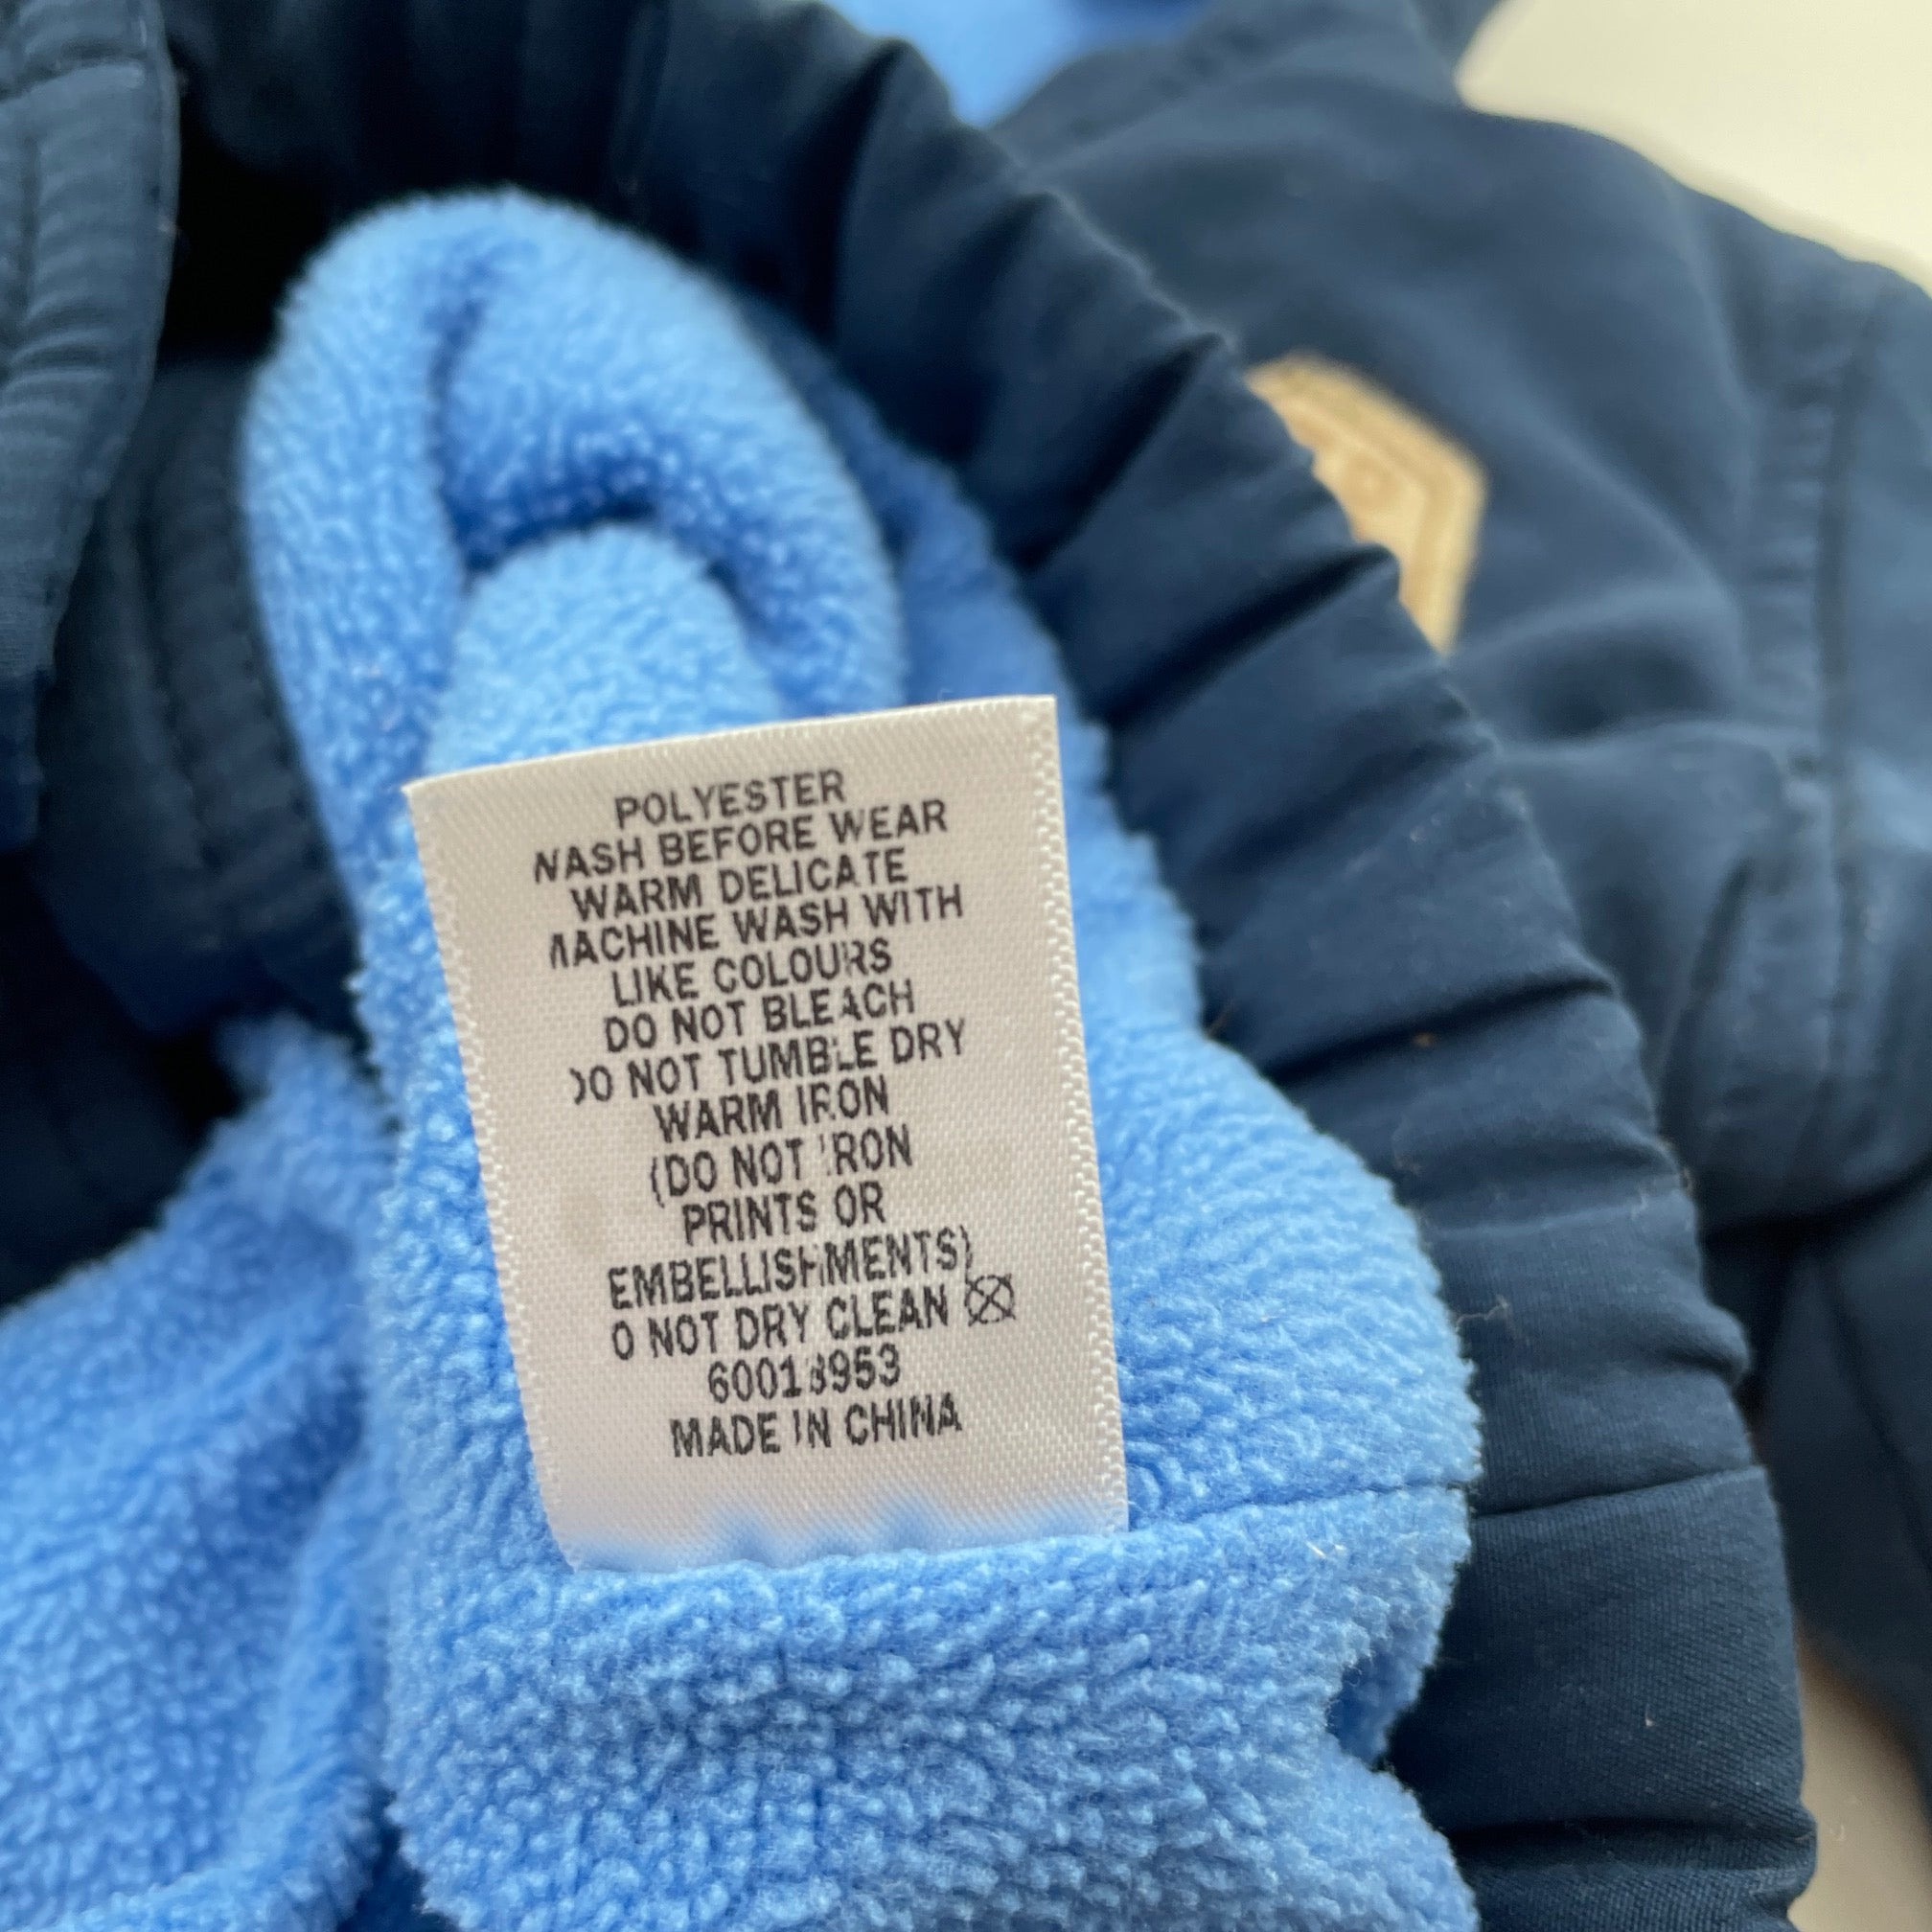 POLYESTER
WASH BEFORE WEAR
WARM DELICATE
MACHINE WASH WITH
LIKE COLOURS
DO NOT BLEACH
DO NOT TUMBLE DRY
WARM IRON
(DO NOT IRON
PRINTS OR
EMBELLISHMENTS)
O NOT DRY CLEAN
MADE IN CHINA